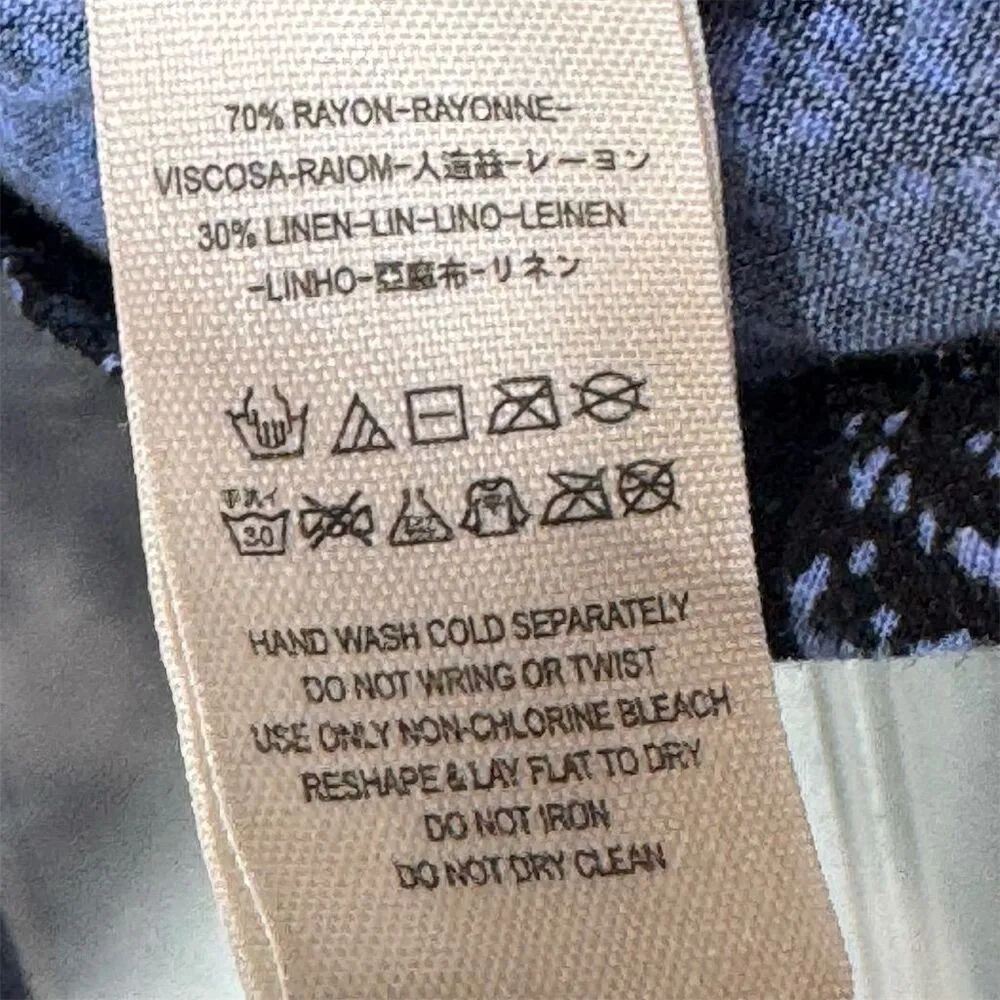 70% RAYON-RAYONNE-
VISCOSA-RAIOM-人造絲-レーヨン
30% LINEN-LIN-LINO-LEINEN
-LINHO-亞麻布-リネン
手洗イ
30
HAND WASH COLD SEPARATELY
DO NOT WRING OR TWIST
USE ONLY NON-CHLORINE BLEACH
RESHAPE & LAY FLAT TO DRY
DO NOT IRON
DO NOT DRY CLEAN